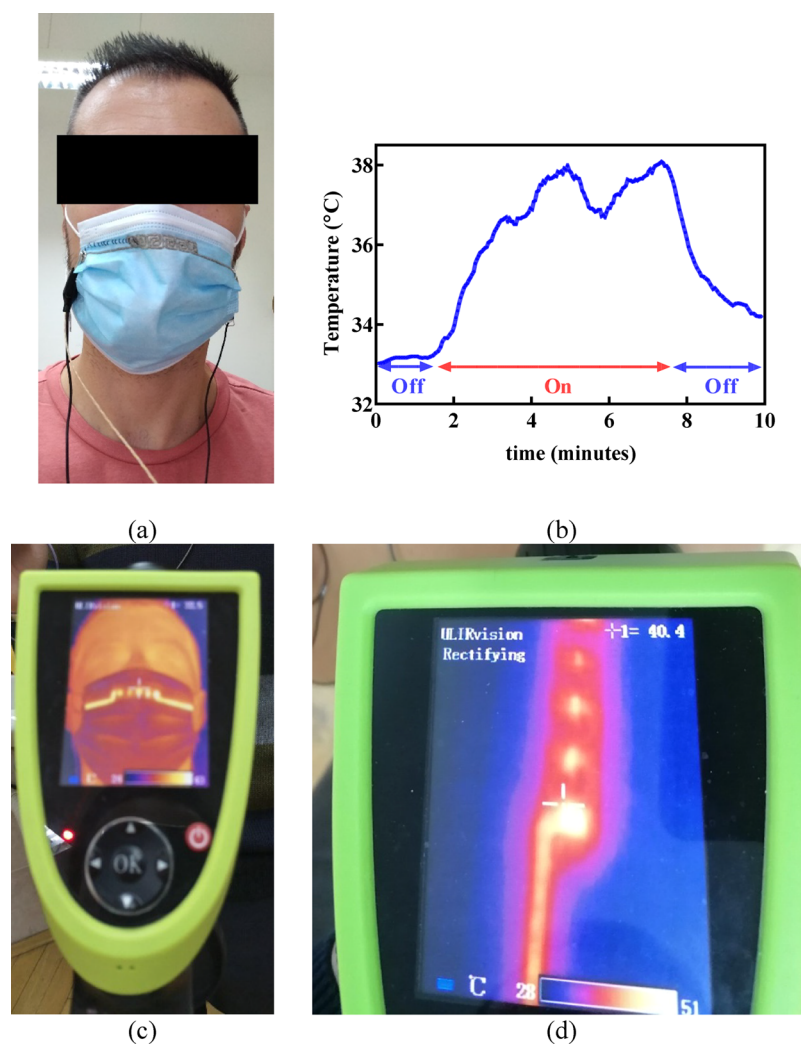 38
36
34
32
Temperature (°C)
Off
On
Off
0
2
4
6
8
10
time (minutes)
(a)
(b)
ULIRvision
℃
OK
(c)
ULIRvision
Rectifying
1= 40.4
℃
28
51
(d)